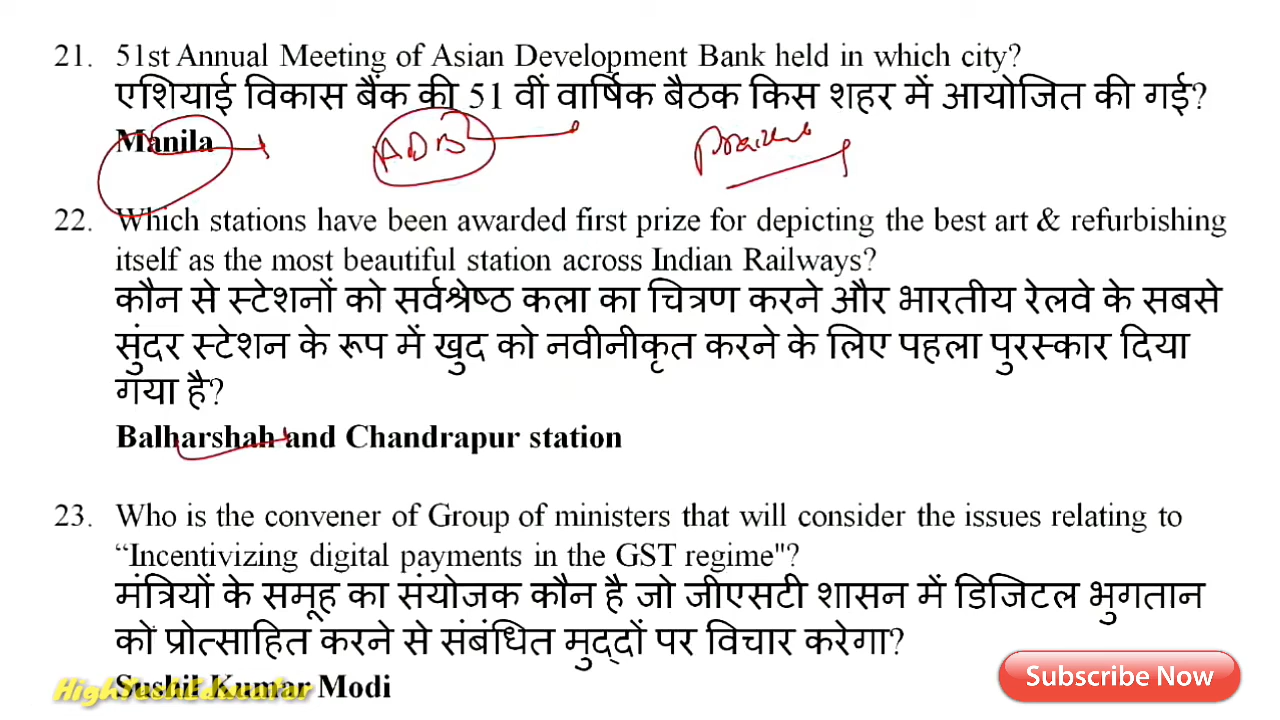 21. 51st Annual Meeting of Asian Development Bank held in which city?
एशियाई विकास बैंक की 51 वीं वार्षिक बैठक किस शहर में आयोजित की गई?
Manila ADB
22. Which stations have been awarded first prize for depicting the best art & refurbishing
itself as the most beautiful station across Indian Railways?
कौन से स्टेशनों को सर्वश्रेष्ठ कला का चित्रण करने और भारतीय रेलवे के सबसे
सुंदर स्टेशन के रूप में खुद को नवीनीकृत करने के लिए पहला पुरस्कार दिया
गया है?
Balharshah and Chandrapur station
23. Who is the convener of Group of ministers that will consider the issues relating to
“Incentivizing digital payments in the GST regime"?
मंत्रियों के समूह का संयोजक कौन है जो जीएसटी शासन में डिजिटल भुगतान
को प्रोत्साहित करने से संबंधित मुद्दों पर विचार करेगा?
Sushil Kumar Modi
HighTechEducator
Subscribe Now